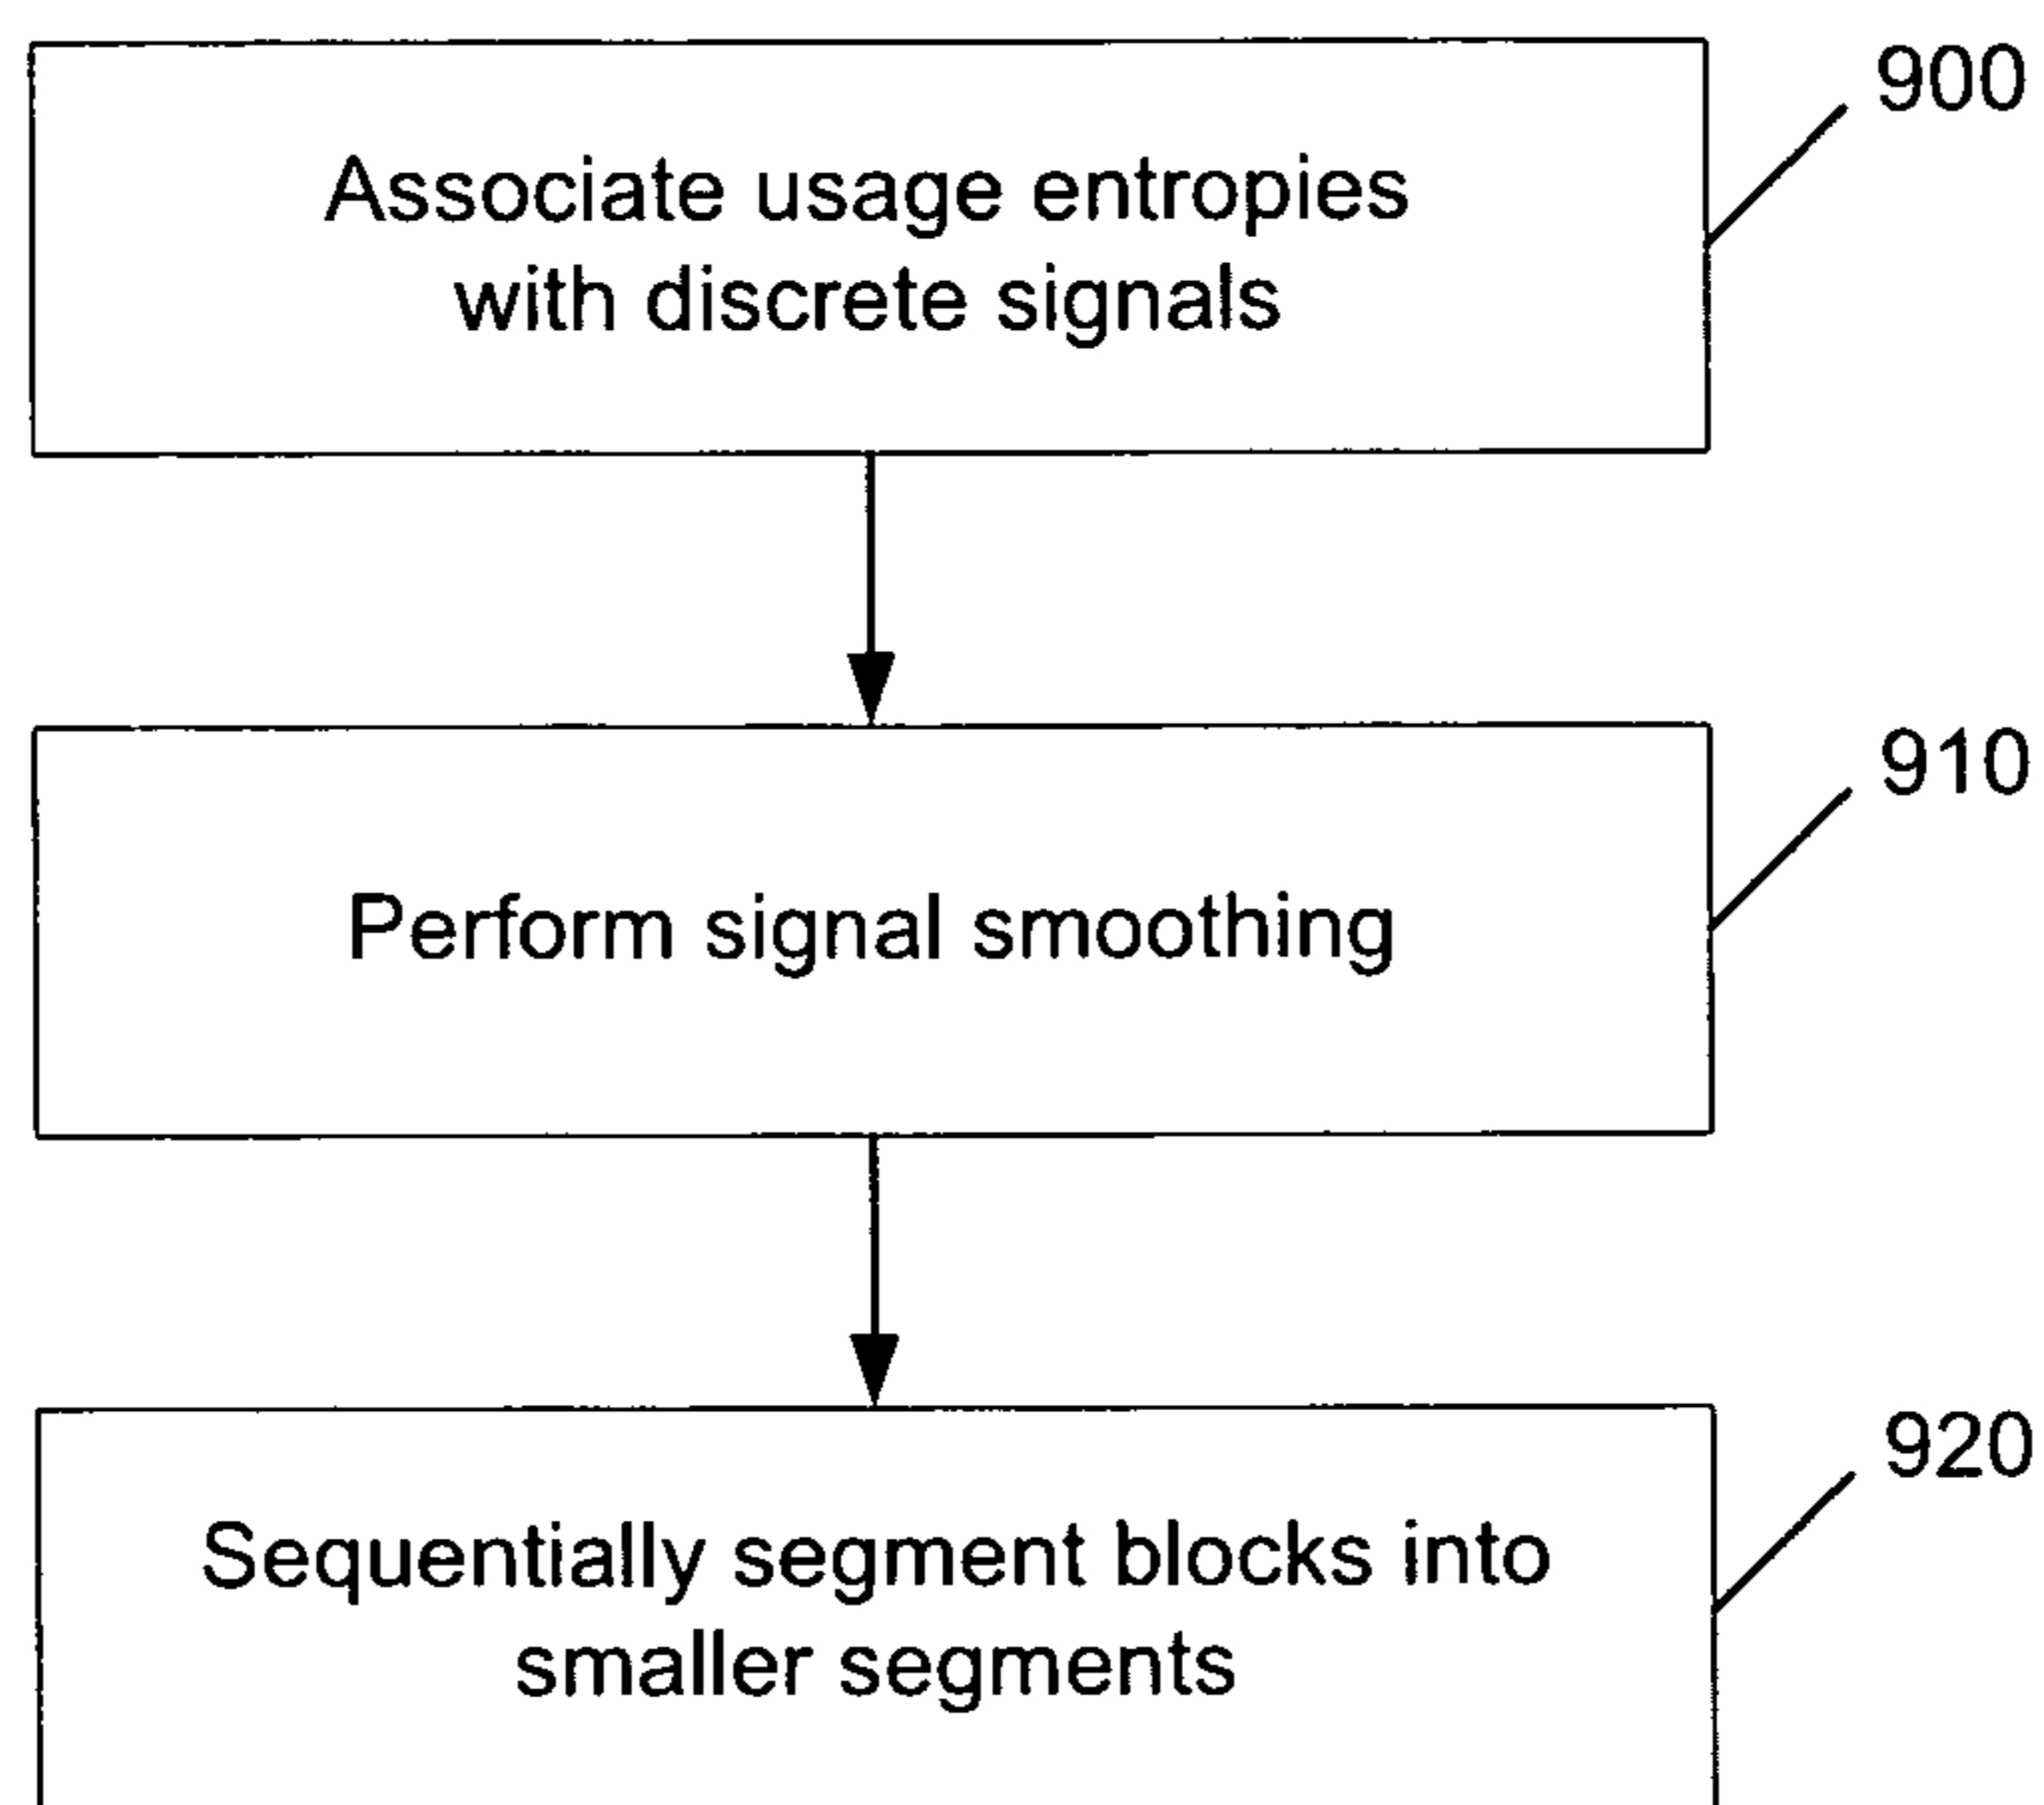 900
Associate usage entropies
with discrete signals
910
Perform signal smoothing
920
Sequentially segment blocks into
smaller segments